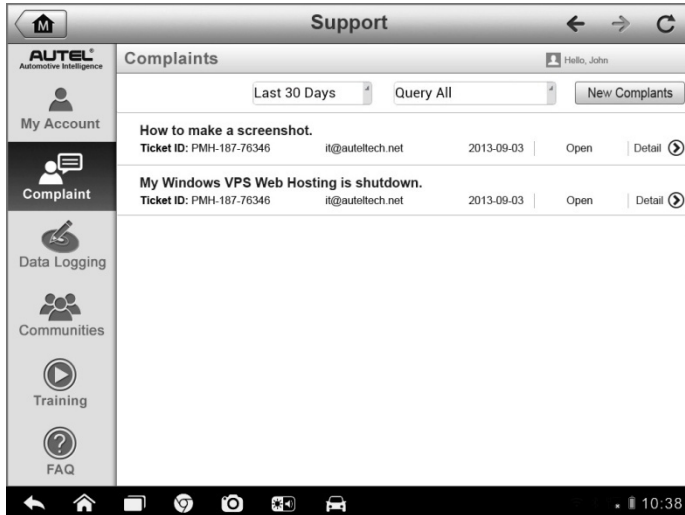 M
Support
AUTEL®
Automotive Intelligence
Complaints
Hello, John
Last 30 Days
Query All
New Complants
My Account
Complaint
Data Logging
Communities
Training
FAQ
How to make a screenshot.
Ticket ID: PMH-187-76346 it@auteltech.net 2013-09-03 Open Detail
My Windows VPS Web Hosting is shutdown.
Ticket ID: PMH-187-76346 it@auteltech.net 2013-09-03 Open Detail
10:38